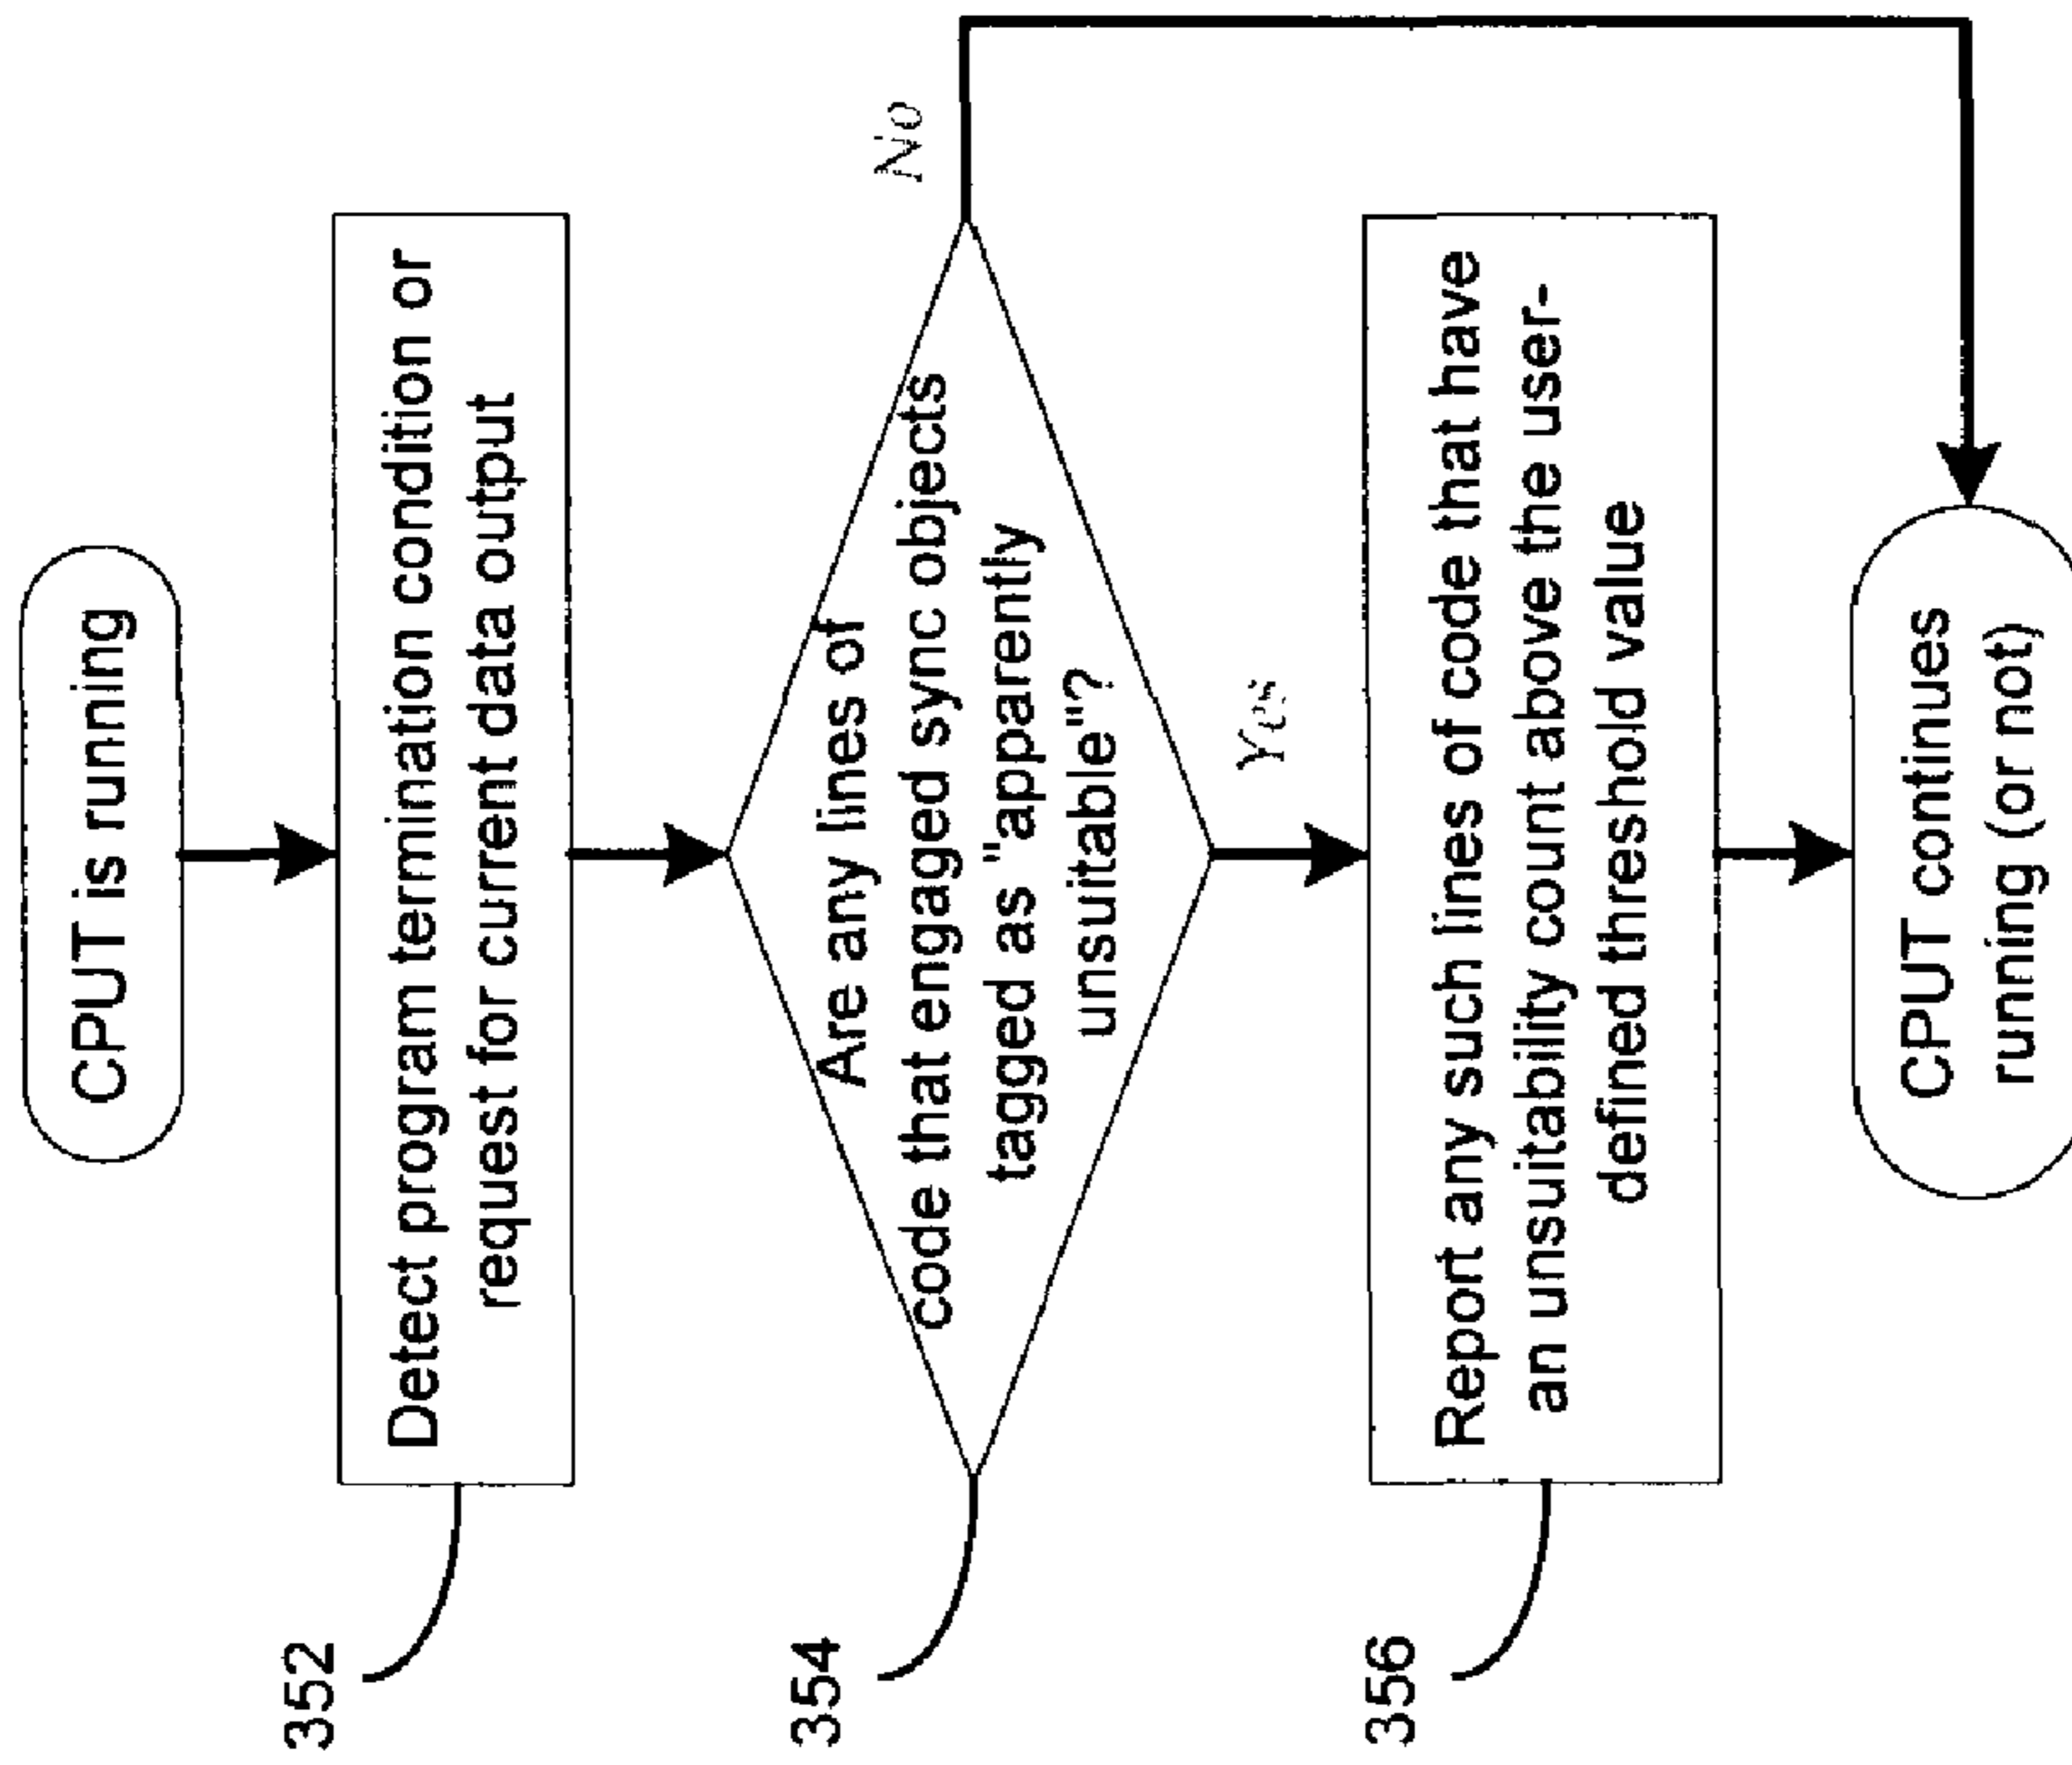 CPUT is running
352
Detect program termination condition or
request for current data output
354
Are any lines of
code that engaged sync objects
tagged as "apparently
unsuitable"?
No
Yes
356
Report any such lines of code that have
an unsuitability count above the user-
defined threshold value
CPUT continues
running (or not)